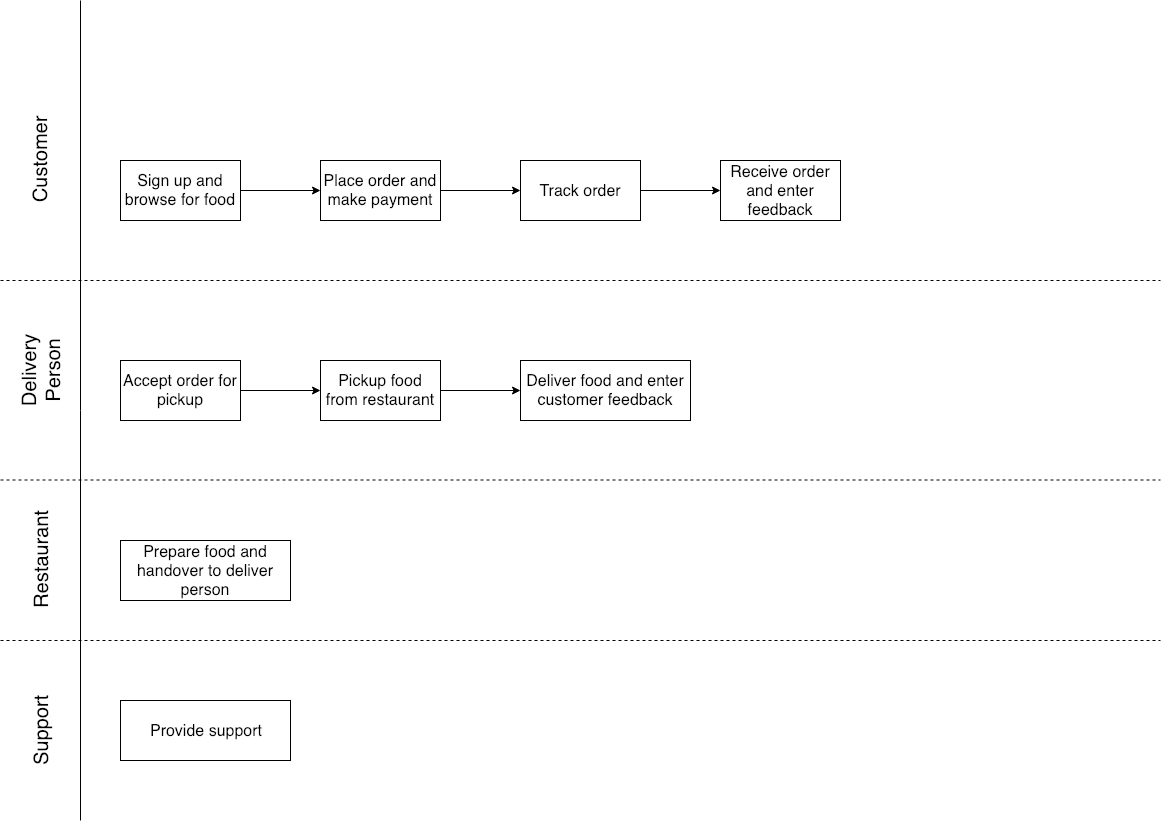 Customer
Sign up and
browse for food
Place order and
make payment
Track order
Receive order
and enter
feedback
Delivery
Person
Accept order for
pickup
Pickup food
from restaurant
Deliver food and enter
customer feedback
Restaurant
Prepare food and
handover to deliver
person
Support
Provide support